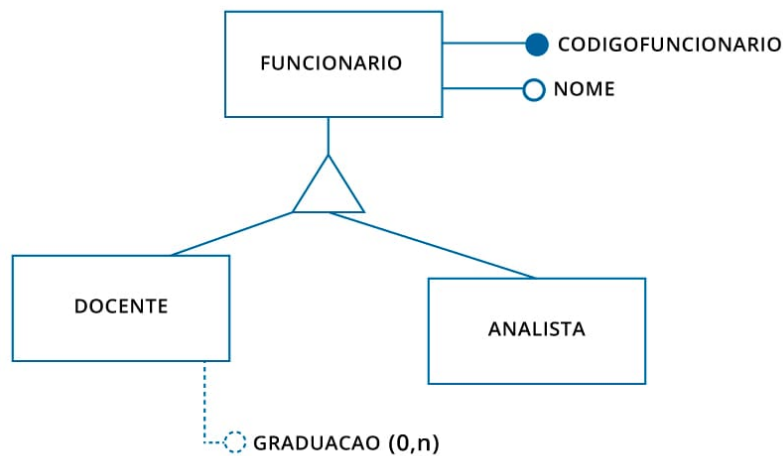 FUNCIONARIO
CODIGOFUNCIONARIO
NOME
DOCENTE
ANALISTA
GRADUACAO (0,n)